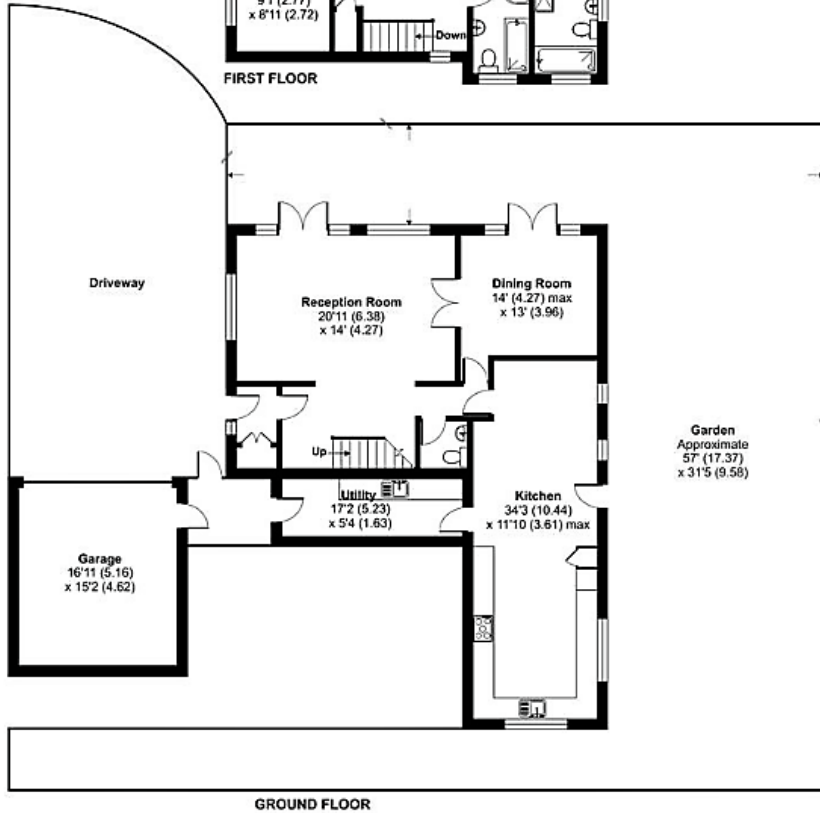 9'1 (2.77)
x 8'11 (2.72)
Down
FIRST FLOOR
Driveway
Reception Room
20'11 (6.38)
x 14' (4.27)
Dining Room
14' (4.27) max
x 13' (3.96)
Up
Utility
17'2 (5.23)
x 5'4 (1.63)
Kitchen
34'3 (10.44)
x 11'10 (3.61) max
Garden
Approximate
57' (17.37)
x 31'5 (9.58)
Garage
16'11 (5.16)
x 15'2 (4.62)
GROUND FLOOR